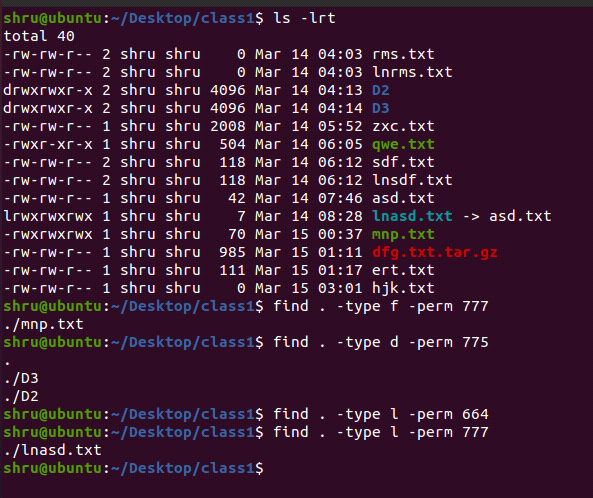 shru@ubuntu:~/Desktop/class1$ ls -lrt
total 40
-rw-rw-r-- 2 shru shru    0 Mar 14 04:03 rms.txt
-rw-rw-r-- 2 shru shru    0 Mar 14 04:03 lnrms.txt
drwxrwxr-x 2 shru shru 4096 Mar 14 04:13 D2
drwxrwxr-x 2 shru shru 4096 Mar 14 04:14 D3
-rw-rw-r-- 1 shru shru 2008 Mar 14 05:52 zxc.txt
-rwxr-xr-x 1 shru shru  504 Mar 14 06:05 qwe.txt
-rw-rw-r-- 2 shru shru  118 Mar 14 06:12 sdf.txt
-rw-rw-r-- 2 shru shru  118 Mar 14 06:12 lnsdf.txt
-rw-rw-r-- 1 shru shru   42 Mar 14 07:46 asd.txt
lrwxrwxrwx 1 shru shru    7 Mar 14 08:28 lnasd.txt -> asd.txt
-rwxrwxrwx 1 shru shru   70 Mar 15 00:37 mnp.txt
-rw-rw-r-- 1 shru shru  985 Mar 15 01:11 dfg.txt.tar.gz
-rw-rw-r-- 1 shru shru  111 Mar 15 01:17 ert.txt
-rw-rw-r-- 1 shru shru    0 Mar 15 03:01 hjk.txt
shru@ubuntu:~/Desktop/class1$ find . -type f -perm 777
./mnp.txt
shru@ubuntu:~/Desktop/class1$ find . -type d -perm 775
.
./D3
./D2
shru@ubuntu:~/Desktop/class1$ find . -type l -perm 664
shru@ubuntu:~/Desktop/class1$ find . -type l -perm 777
./lnasd.txt
shru@ubuntu:~/Desktop/class1$